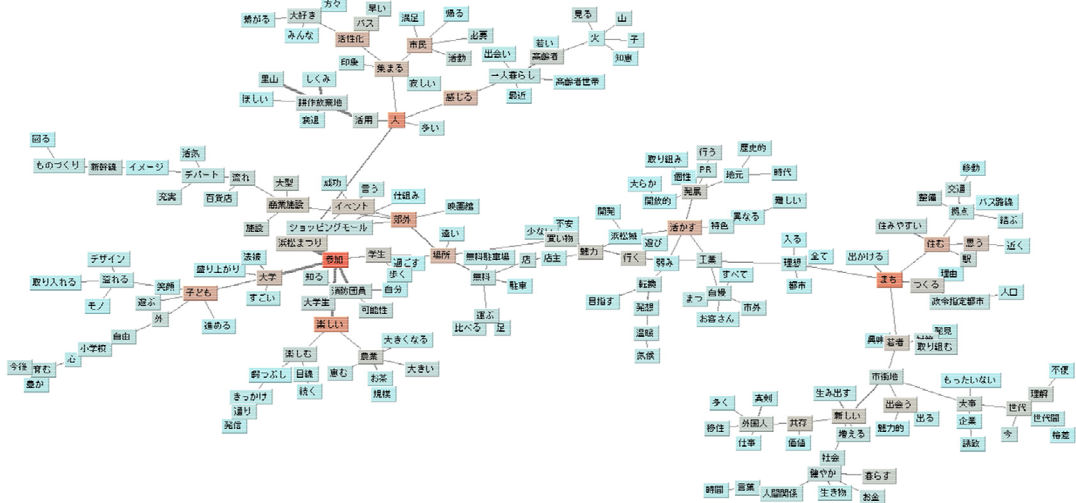 方々
繋がる
大好き
みんな
早い
バス
活性化
満足
帰る
市民
必要
活動
印象
集まる
寂しい
里山
しくみ
ほしい
耕作放棄地
衰退
活用
人
多い
感じる
出会い
一人暮らし
最近
若い
高齢者
高齢者世帯
見る
火
山
子
知恵
図る
ものづくり
新幹線
イメージ
活気
デパート
充実
百貨店
流れ
大型
商業施設
施設
成功
言う
イベント
仕組み
郊外
映画館
ショッピングモール
浜松まつり
参加
学生
過ごす
歩く
自分
知る
消防団員
可能性
大学生
楽しい
場所
遠い
無料駐車場
無料
駐車
運ぶ
比べる
足
店
店主
少ない
不安
買い物
魅力
行く
デザイン
取り入れる
溢れる
モノ
笑顔
遊ぶ
外
自由
小学校
心
今後
育む
豊か
子ども
進める
盛り上がり
法被
大学
すごい
楽しむ
暇つぶし
目線
続く
きっかけ
通り
発信
農業
恵む
お茶
規模
大きくなる
大きい
開発
浜松城
遊び
大らか
開放的
取り組み
個性
発展
行う
PR
地元
歴史的
時代
活かす
特色
異なる
難しい
弱み
転換
目指す
発想
温暖
気候
工業
すべて
まつ
自慢
お客さん
市外
入る
理想
全て
都市
出かける
まち
つくる
政令指定都市
人口
理由
駅
思う
近く
住む
住みやすい
整備
交通
移動
拠点
バス路線
結ぶ
興味
若者
発見
取り組む
市街地
もったいない
大事
企業
誘致
世代
今
理解
不便
世代間
格差
出会う
魅力的
出る
生み出す
新しい
増える
共存
価値
外国人
多く
真剣
移住
仕事
社会
健やか
暮らす
生き物
お金
人間関係
言葉
時間